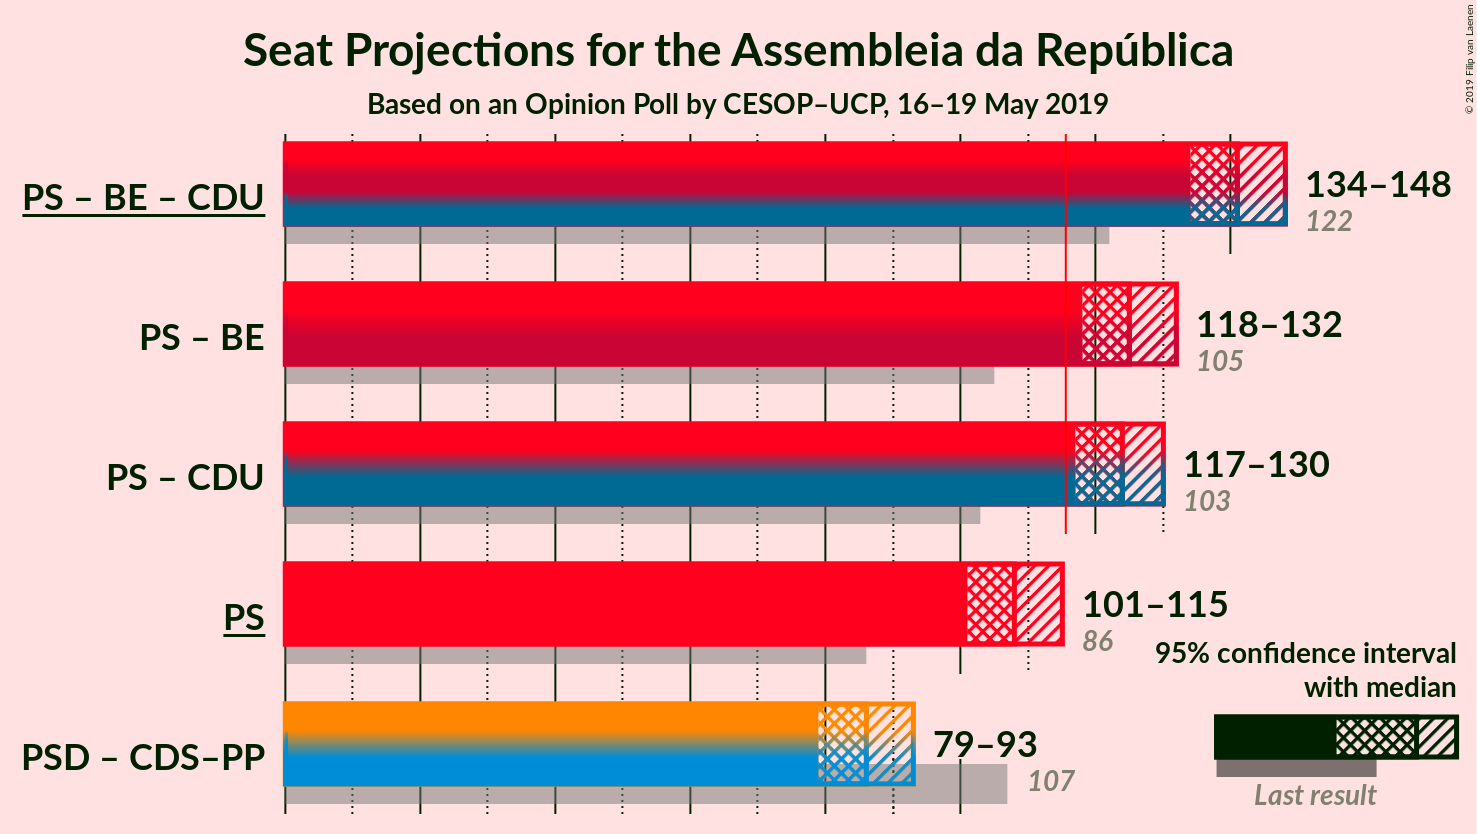 Seat Projections for the Assembleia da República
Based on an Opinion Poll by CESOP–UCP, 16–19 May 2019
© 2019 Filip van Laenen
PS – BE – CDU
134–148
122
PS – BE
118–132
105
PS – CDU
117–130
103
PS
101–115
86
PSD – CDS–PP
79–93
107
95% confidence interval
with median
Last result